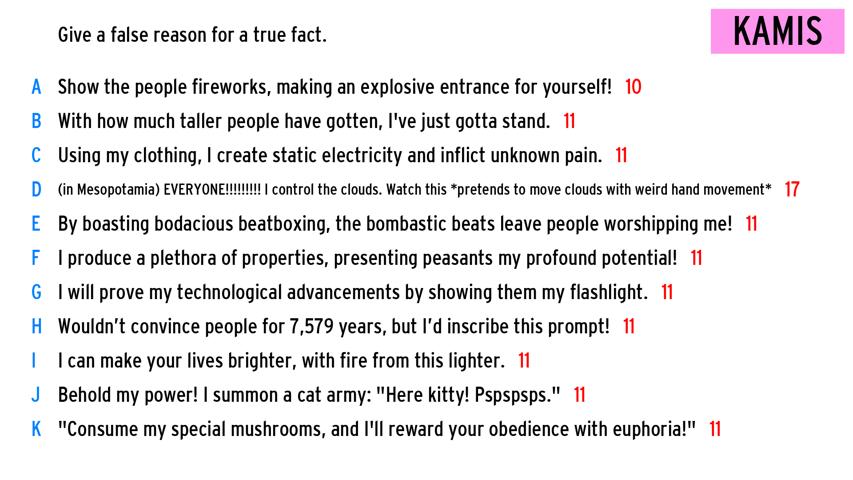 Give a false reason for a true fact.
KAMIS
A Show the people fireworks, making an explosive entrance for yourself! 10
B With how much taller people have gotten, I've just gotta stand. 11
C Using my clothing, I create static electricity and inflict unknown pain. 11
D (in Mesopotamia) EVERYONE!!!!!!!!! I control the clouds. Watch this *pretends to move clouds with weird hand movement* 17
E By boasting bodacious beatboxing, the bombastic beats leave people worshipping me! 11
F I produce a plethora of properties, presenting peasants my profound potential! 11
G I will prove my technological advancements by showing them my flashlight. 11
H Wouldn’t convince people for 7,579 years, but I’d inscribe this prompt! 11
I I can make your lives brighter, with fire from this lighter. 11
J Behold my power! I summon a cat army: "Here kitty! Pspspsps." 11
K "Consume my special mushrooms, and I'll reward your obedience with euphoria!" 11